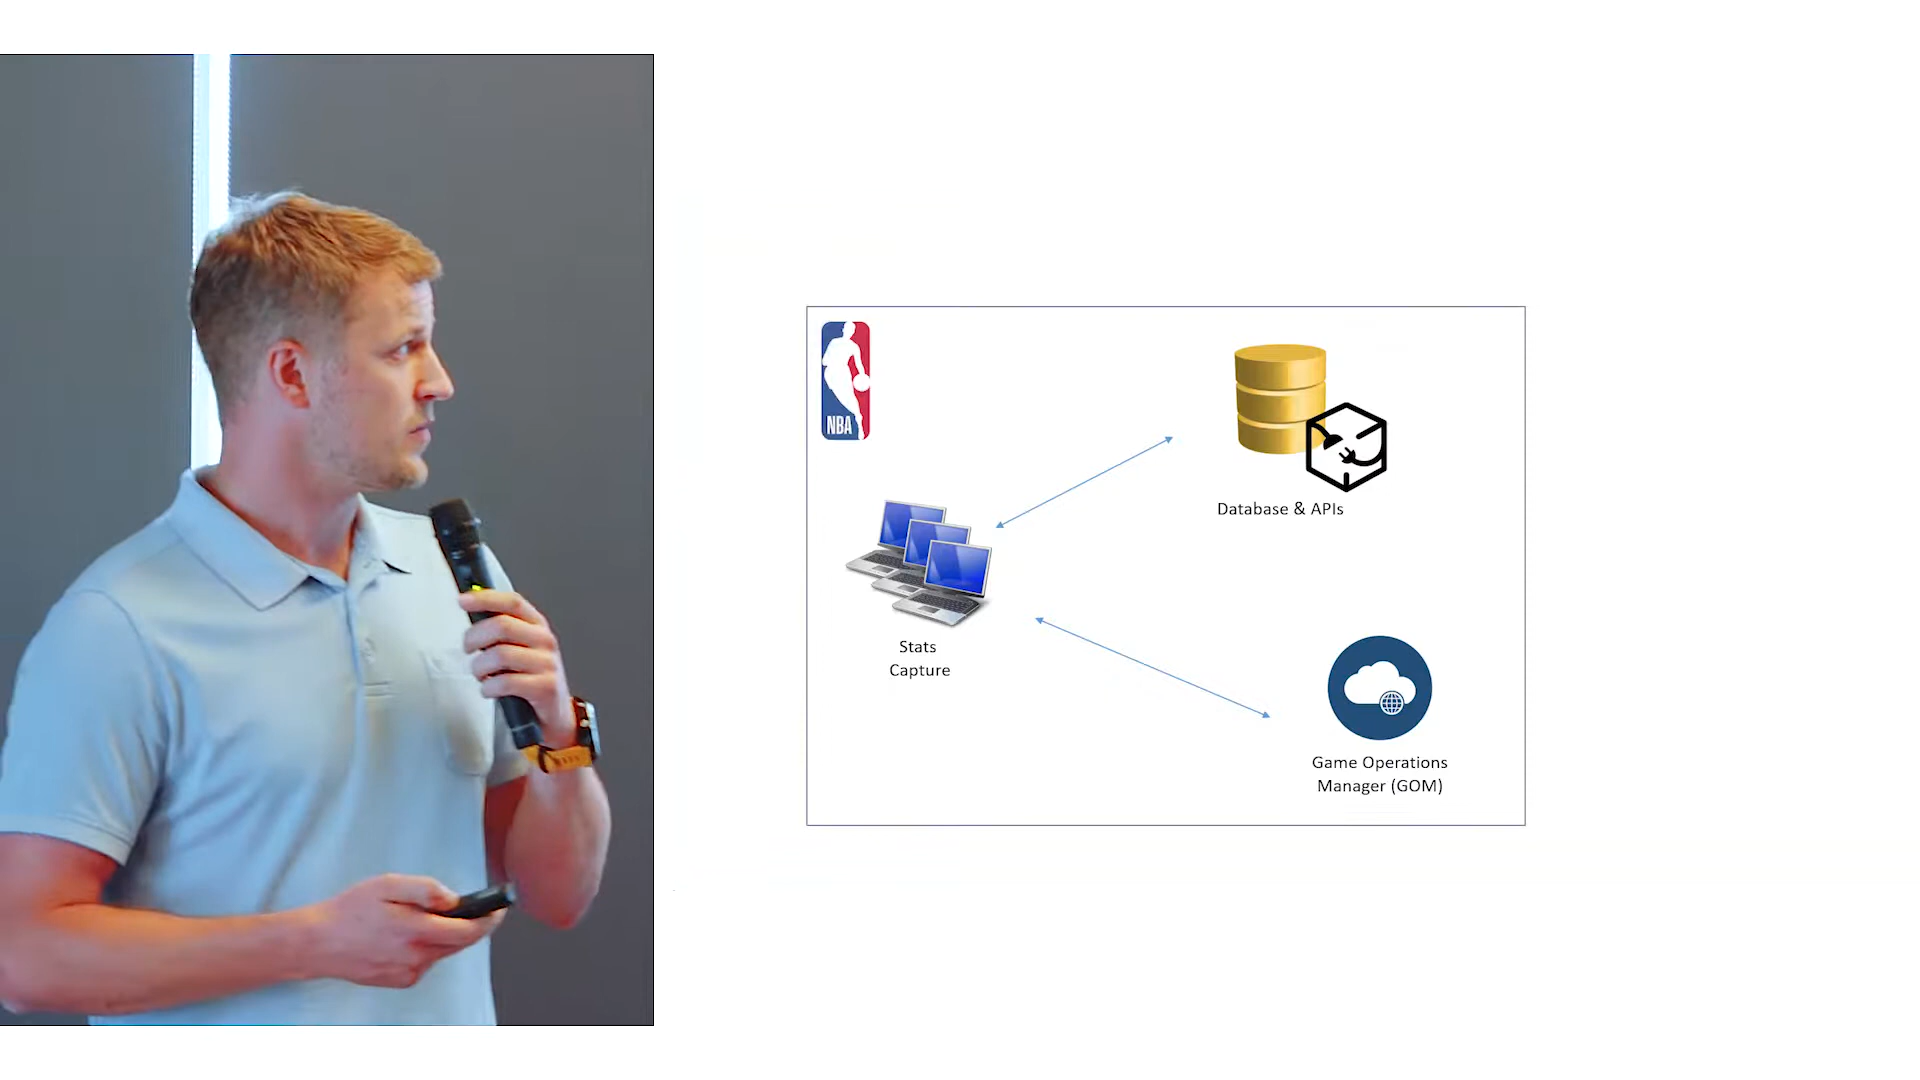 NBA
Database & APIs
Stats
Capture
Game Operations
Manager (GOM)